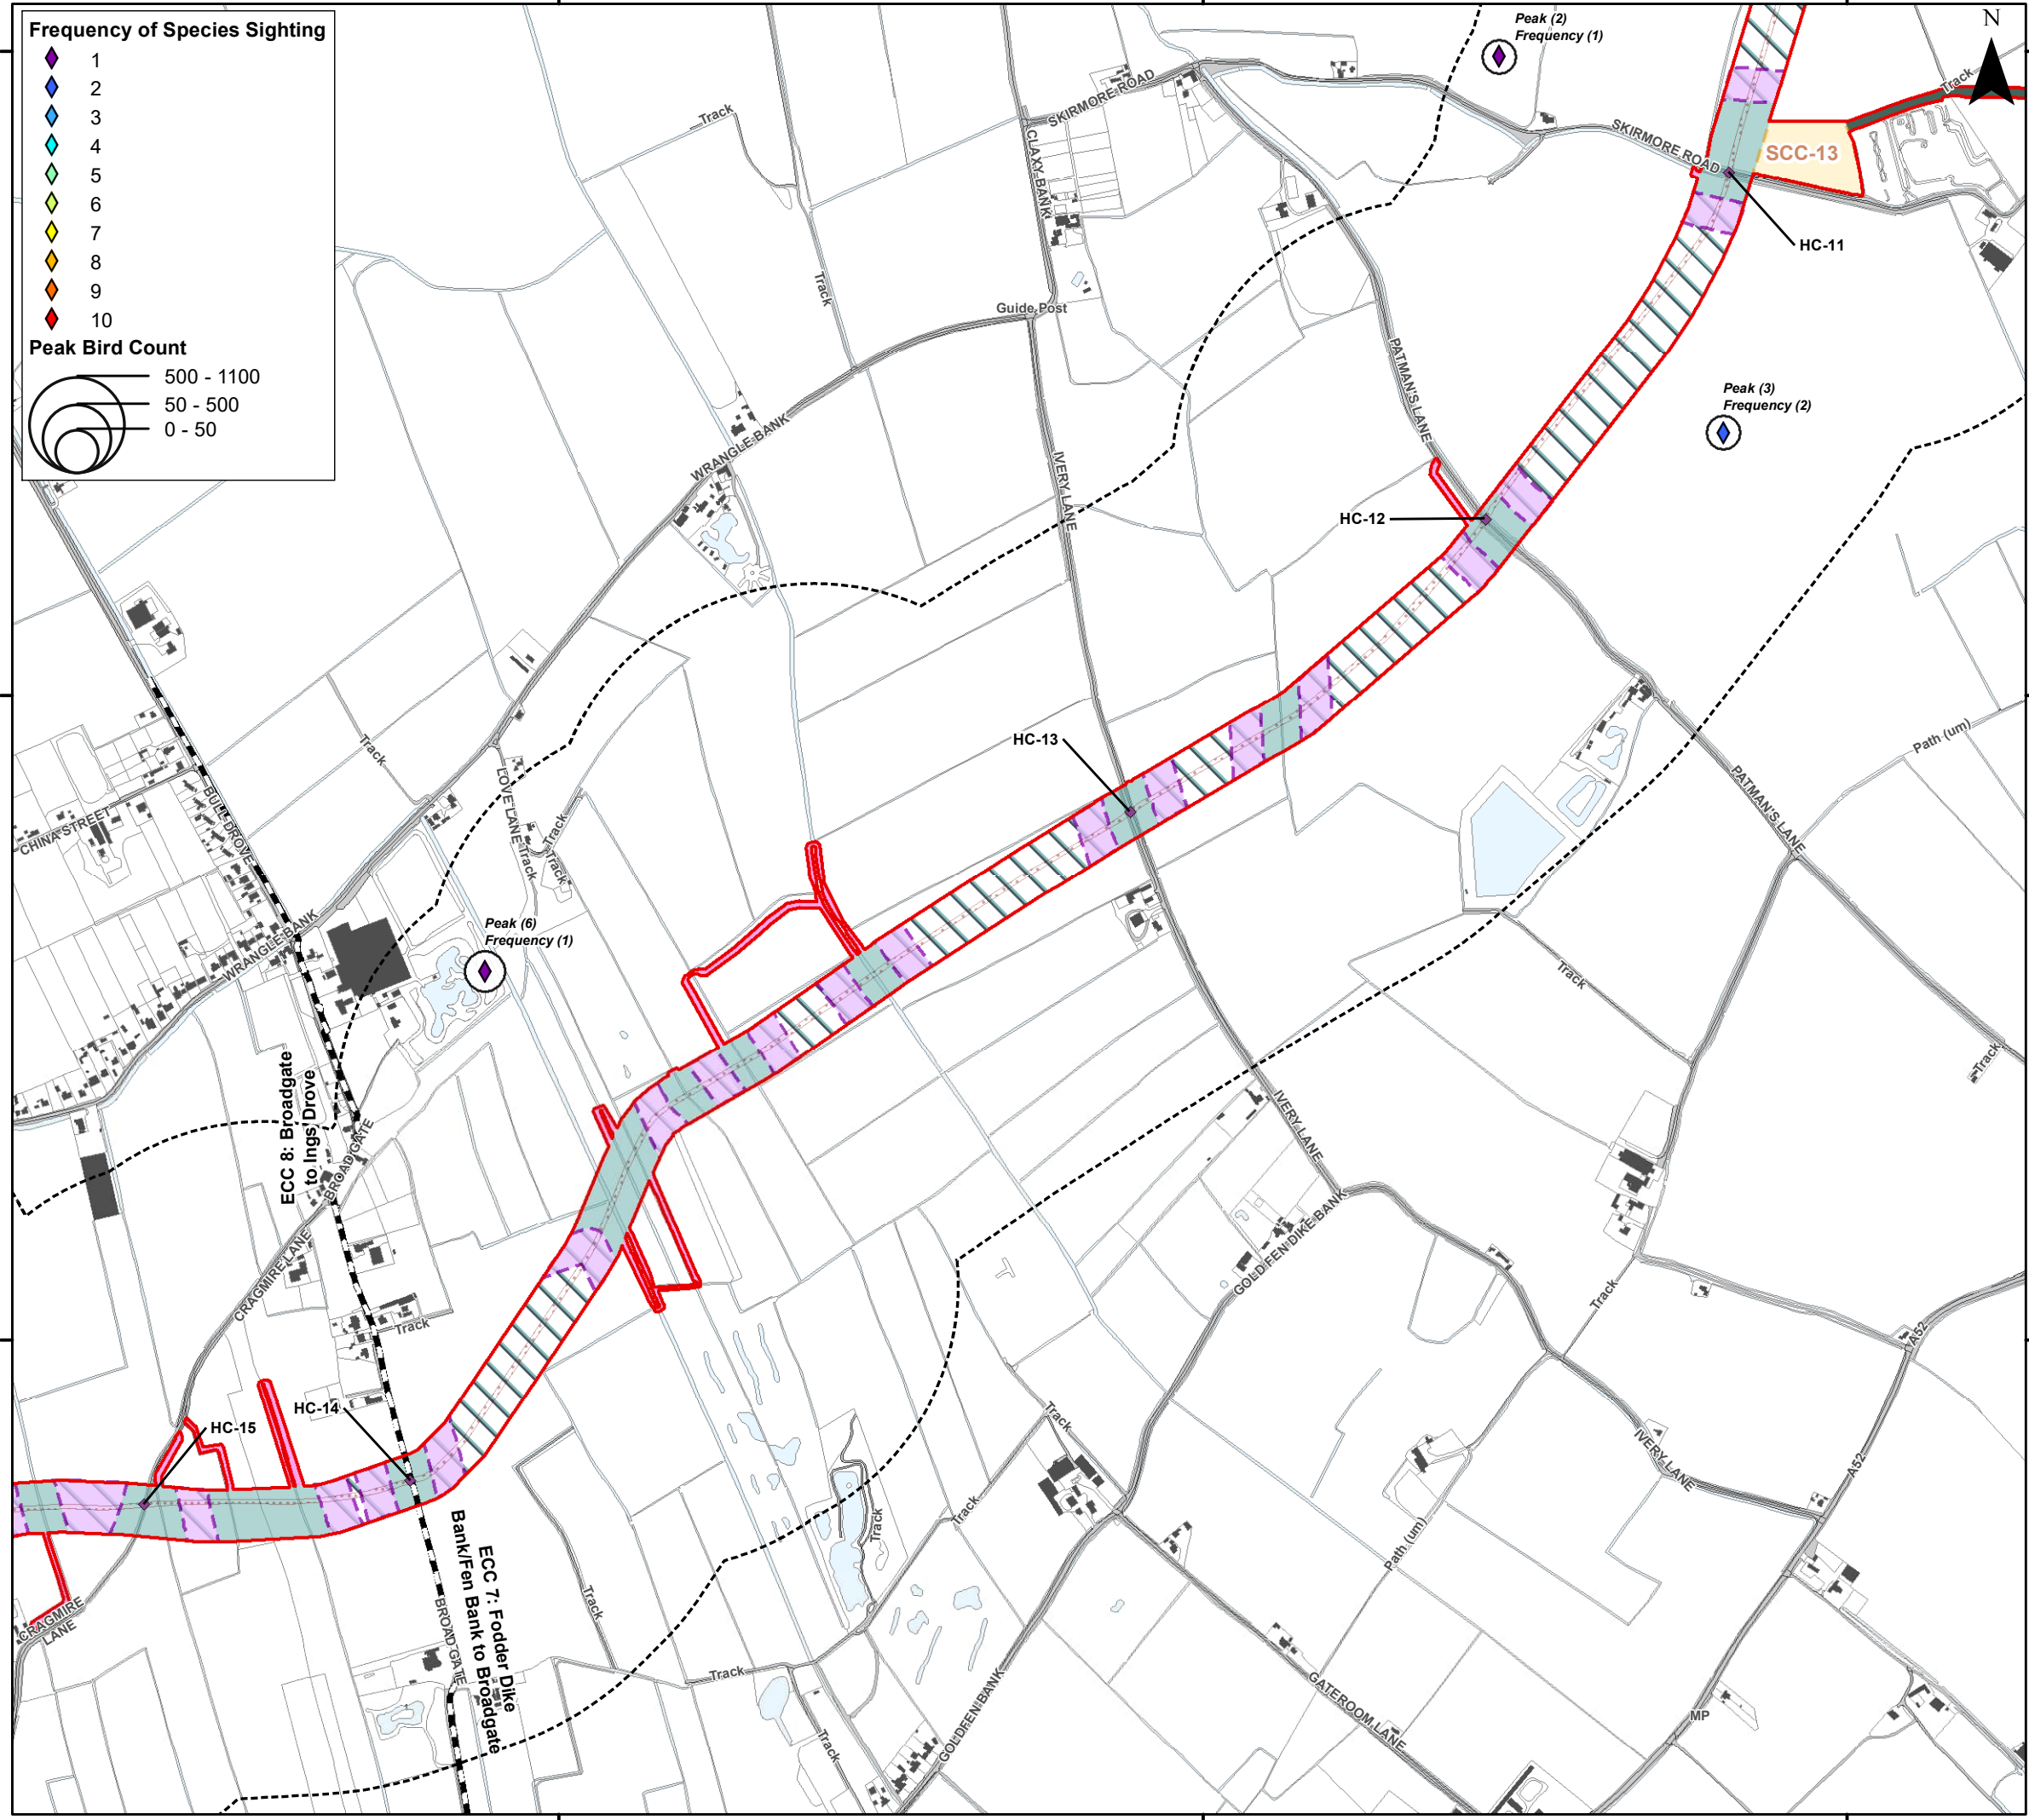 Frequency of Species Sighting
1
2
3
4
5
6
7
8
9
10
Peak Bird Count
500 - 1100
50 - 500
0 - 50
Peak (2)
Frequency (1)
N
Track
SKIRMORE ROAD
Track
CLAXY BANK
SKIRMORE ROAD
SCC-13
HC-11
Track
Guide Post
PATMAN'S LANE
Peak (3)
Frequency (2)
WRANGLE BANK
IVERY LANE
HC-12
HC-13
Track
LOVE LANE
BULL DROVE
CHINA STREET
Track
Track
Track
Path (um)
PATMAN'S LANE
WRANGLE BANK
Peak (6)
Frequency (1)
Track
Track
ECC 8: Broadgate
to Ings Drove
BROAD GATE
IVERY LANE
CRAGMIRE LANE
GOLD FEN DIKE BANK
Track
Track
A52
HC-14
HC-15
Track
IVERY LANE
A52
Track
Track
Path (um)
ECC 7: Fodder Dike
Bank/Fen Bank to Broadgate
BROAD GATE
Track
CRAGMIRE
LANE
Track
GOLDFEN BANK
GATEROOM LANE
MP
Track